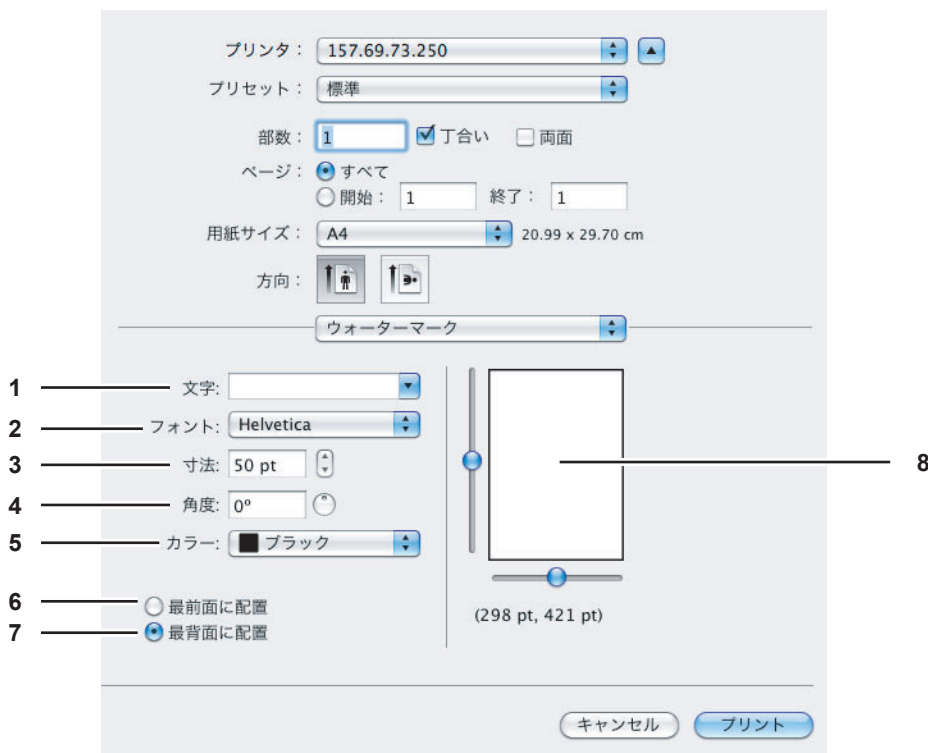 プリンタ： 157.69.73.250
プリセット： 標準
部数： 1 丁合い 両面
ページ： すべて
開始： 1 終了： 1
用紙サイズ： A4 20.99 x 29.70 cm
方向：
ウォーターマーク
1 文字:
2 フォント: Helvetica
3 寸法: 50 pt
4 角度: 0°
5 カラー: ブラック
6 最前面に配置
7 最背面に配置
8
(298 pt, 421 pt)
キャンセル プリント